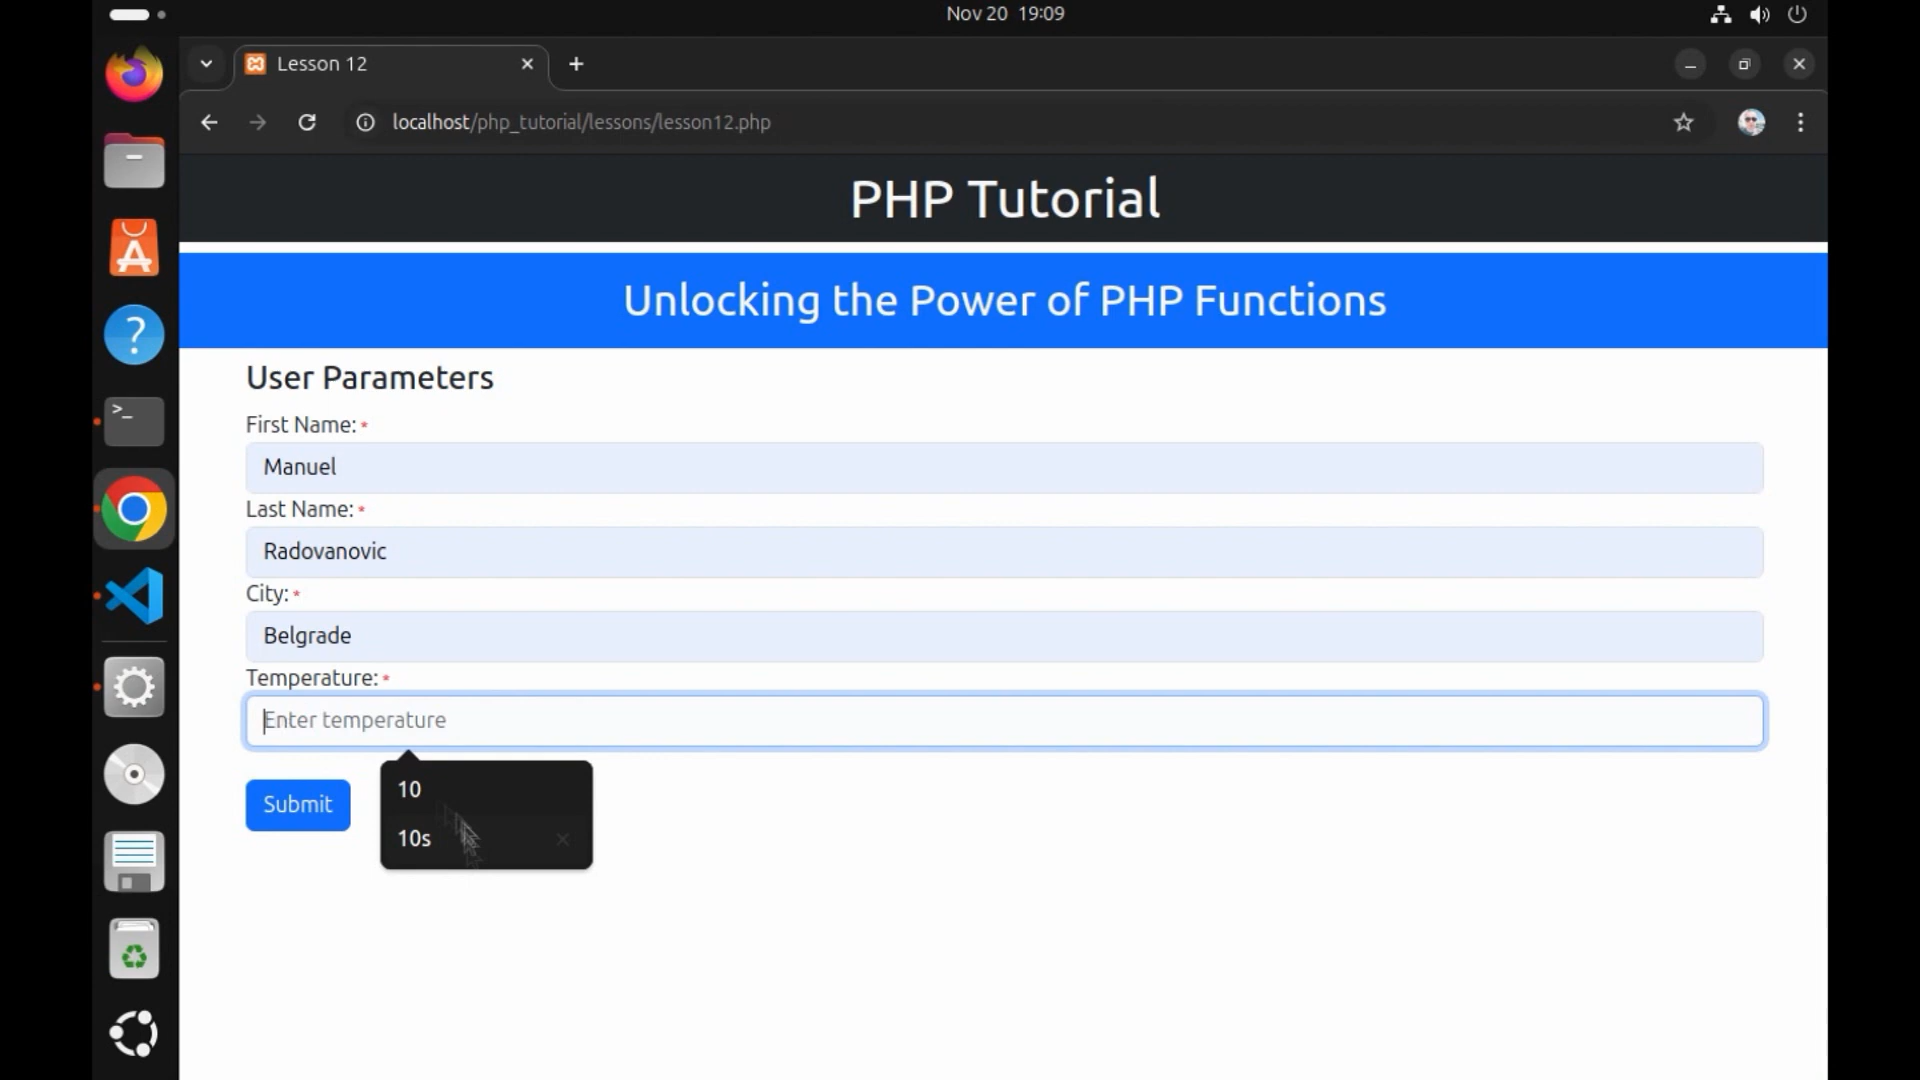 Nov 20 19:09
Lesson 12
localhost/php_tutorial/lessons/lesson12.php
PHP Tutorial
Unlocking the Power of PHP Functions
User Parameters
First Name: *
Manuel
Last Name: *
Radovanovic
City: *
Belgrade
Temperature: *
Enter temperature
10
Submit
10s